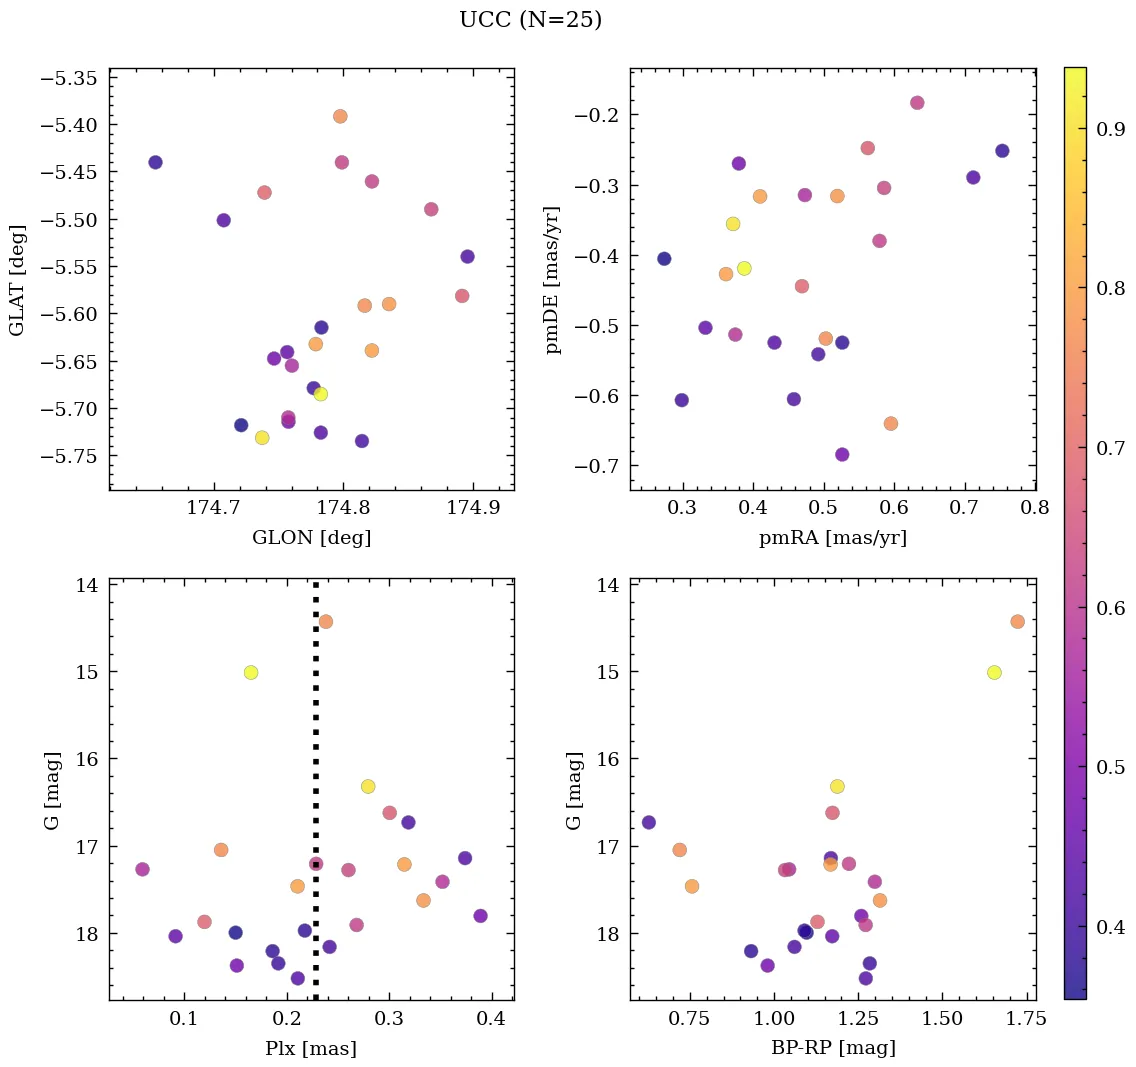 UCC (N=25)
−5.35
−5.40
−5.45
−5.50
−5.55
−5.60
−5.65
−5.70
−5.75
GLAT [deg]
174.7 174.8 174.9
GLON [deg]
−0.2
−0.3
−0.4
−0.5
−0.6
−0.7
pmDE [mas/yr]
0.3 0.4 0.5 0.6 0.7 0.8
pmRA [mas/yr]
14
15
16
17
18
G [mag]
0.1 0.2 0.3 0.4
Plx [mas]
14
15
16
17
18
G [mag]
0.75 1.00 1.25 1.50 1.75
BP-RP [mag]
0.9
0.8
0.7
0.6
0.5
0.4